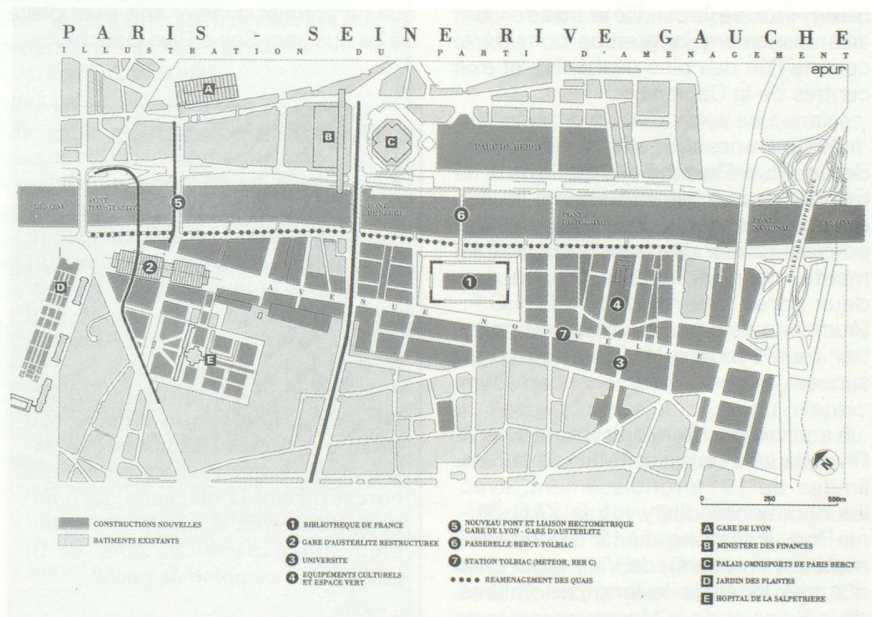 PARIS - SEINE RIVE GAUCHE
ILLUSTRATION DU PARTI D'AMENAGEMENT
apur
A
B
C
PARC DE BERCY
LA SEINE
PONT D'AUSTERLITZ
5
PONT DE BERCY
6
PONT DE TOLBIAC
PONT NATIONAL
BOULEVARD PERIPHERIQUE
LA SEINE
D
2
1
4
AVENUE NOUVELLE
7
3
E
N
0 250 500m
CONSTRUCTIONS NOUVELLES
BATIMENTS EXISTANTS
1 BIBLIOTHEQUE DE FRANCE
2 GARE D'AUSTERLITZ RESTRUCTUREE
3 UNIVERSITE
4 EQUIPEMENTS CULTURELS
ET ESPACE VERT
5 NOUVEAU PONT ET LIAISON HECTOMETRIQUE
GARE DE LYON - GARE D'AUSTERLITZ
6 PASSERELLE BERCY-TOLBIAC
7 STATION TOLBIAC (METEOR, RER C)
REAMENAGEMENT DES QUAIS
A GARE DE LYON
B MINISTERE DES FINANCES
C PALAIS OMNISPORTS DE PARIS BERCY
D JARDIN DES PLANTES
E HOPITAL DE LA SALPETRIERE